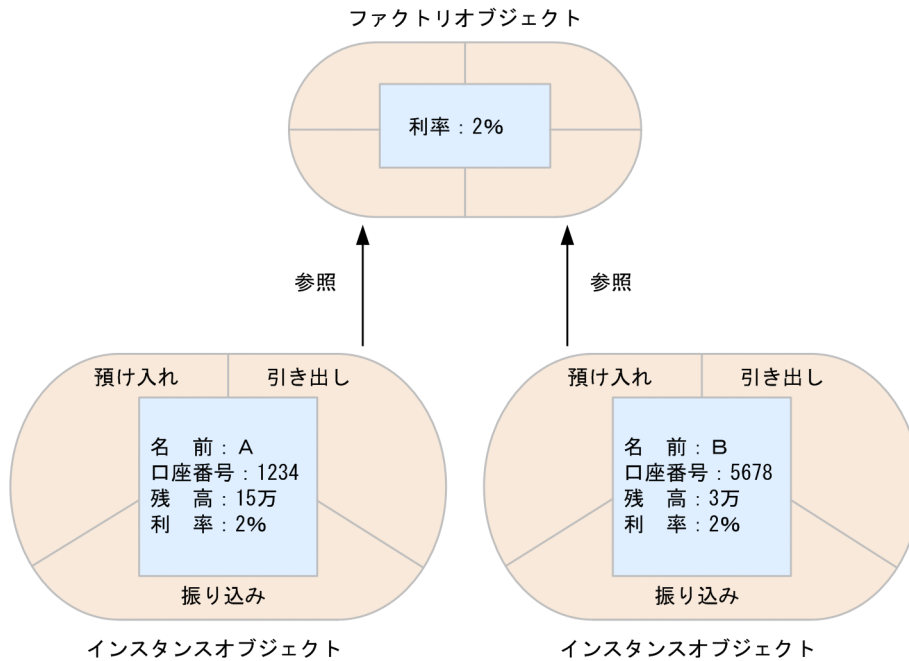 ファクトリオブジェクト
利率：2%
参照
参照
預け入れ
引き出し
名　前：A
口座番号：1234
残　高：15万
利　率：2%
振り込み
インスタンスオブジェクト
預け入れ
引き出し
名　前：B
口座番号：5678
残　高：3万
利　率：2%
振り込み
インスタンスオブジェクト